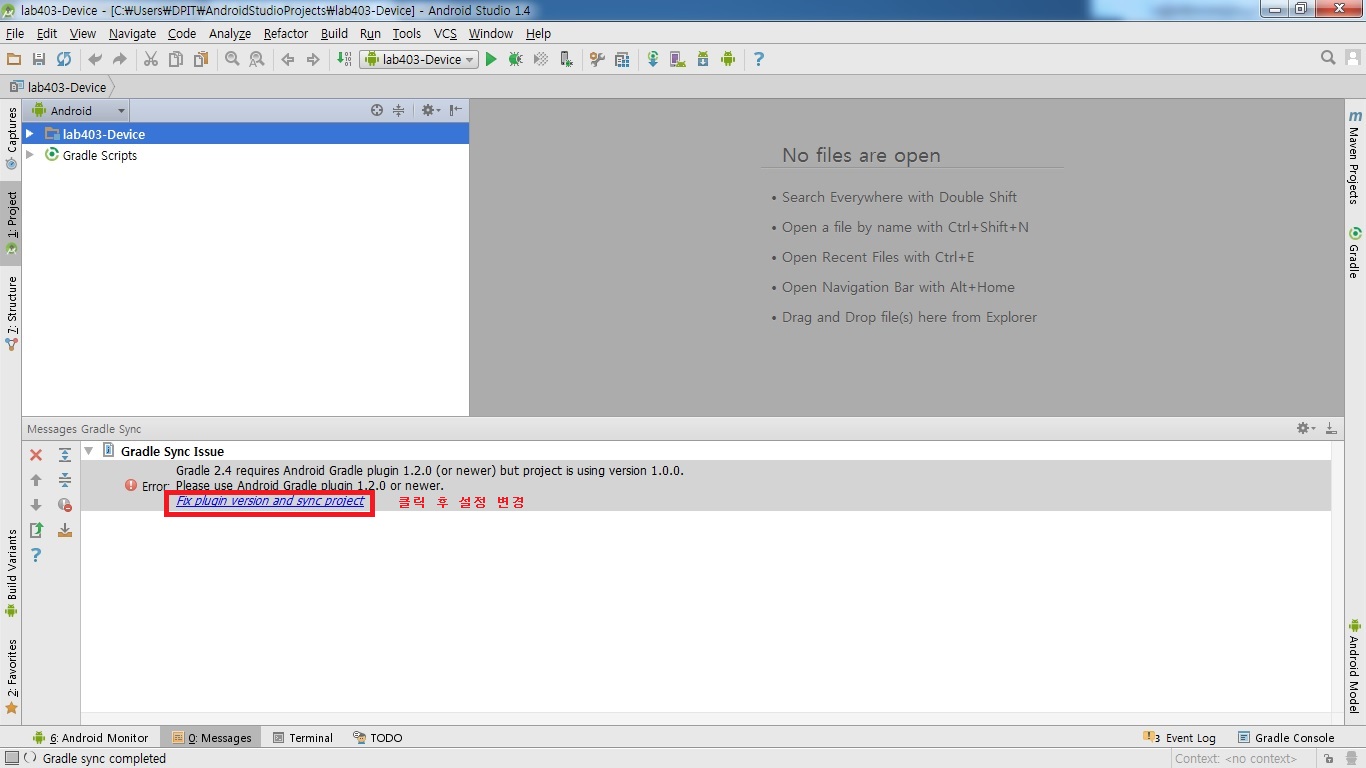 lab403-Device - [C:₩Users₩DPIT₩AndroidStudioProjects₩lab403-Device] - Android Studio 1.4
File Edit View Navigate Code Analyze Refactor Build Run Tools VCS Window Help
lab403-Device
lab403-Device
Android
Captures
1: Project
7: Structure
Build Variants
2: Favorites
lab403-Device
Gradle Scripts
No files are open
• Search Everywhere with Double Shift
• Open a file by name with Ctrl+Shift+N
• Open Recent Files with Ctrl+E
• Open Navigation Bar with Alt+Home
• Drag and Drop file(s) here from Explorer
m
Maven Projects
Gradle
Android Model
Messages Gradle Sync
Gradle Sync Issue
Gradle 2.4 requires Android Gradle plugin 1.2.0 (or newer) but project is using version 1.0.0.
Error: Please use Android Gradle plugin 1.2.0 or newer.
Fix plugin version and sync project 클릭 후 설정 변경
6: Android Monitor 0: Messages Terminal TODO 3 Event Log Gradle Console
Gradle sync completed Context: <no context>